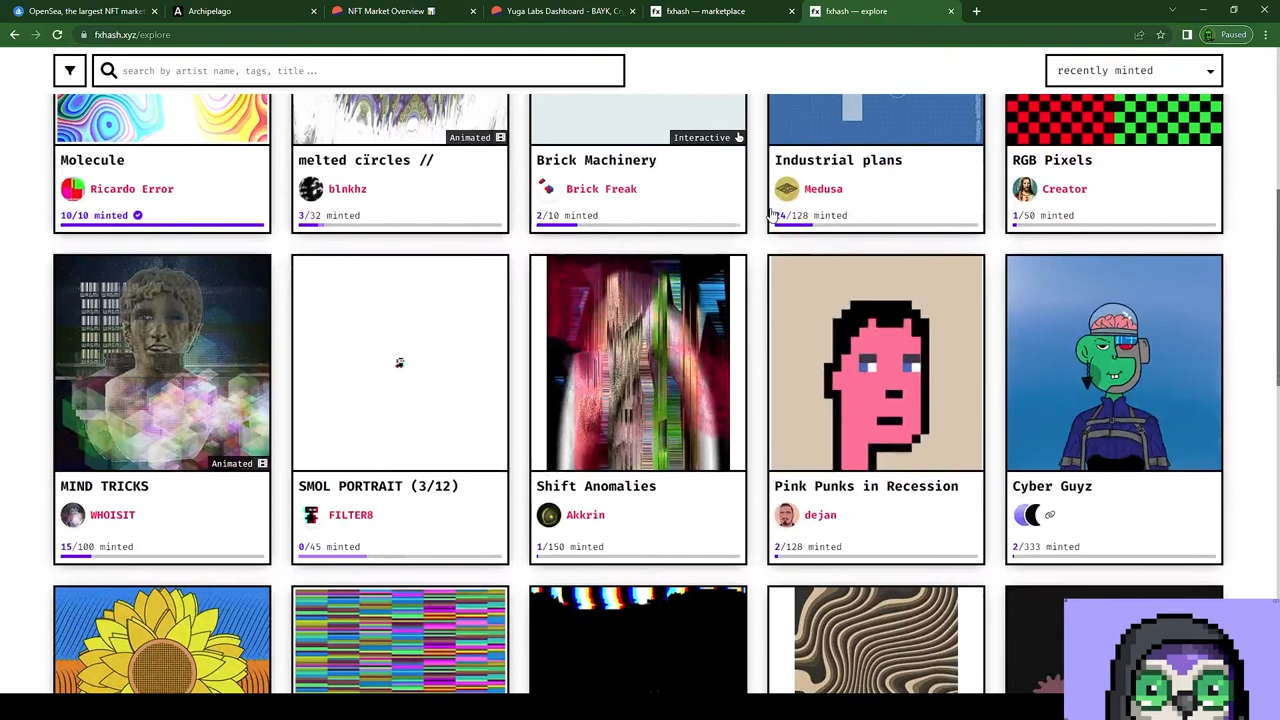 OpenSea, the largest NFT market
Archipelago
NFT Market Overview
Yuga Labs Dashboard - BAYC, Cry
fxhash — marketplace
fxhash — explore
fxhash.xyz/explore
Paused
search by artist name, tags, title...
recently minted
Animated
Interactive
Molecule
melted cïrcles //
Brick Machinery
Industrial plans
RGB Pixels
Ricardo Error
blnkhz
Brick Freak
Medusa
Creator
10/10 minted
3/32 minted
2/10 minted
/128 minted
1/50 minted
Animated
MIND TRICKS
SMOL PORTRAIT (3/12)
Shift Anomalies
Pink Punks in Recession
Cyber Guyz
WHOISIT
FILTER8
Akkrin
dejan
15/100 minted
0/45 minted
1/150 minted
2/128 minted
2/333 minted